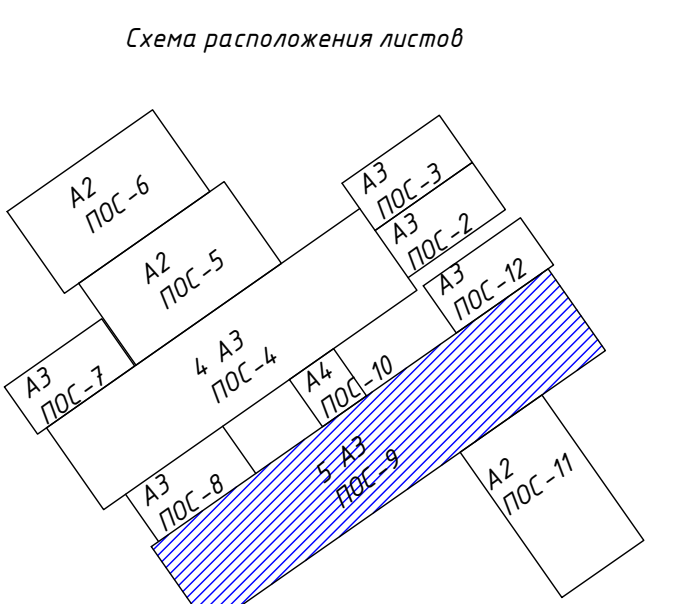 Схема расположения листов
А2
ПОС-6
А3
ПОС-3
А3
ПОС-2
А2
ПОС-5
А3
ПОС-12
4 А3
ПОС-4
А3
ПОС-7
А4
ПОС-10
5 А3
ПОС-9
А3
ПОС-8
А2
ПОС-11